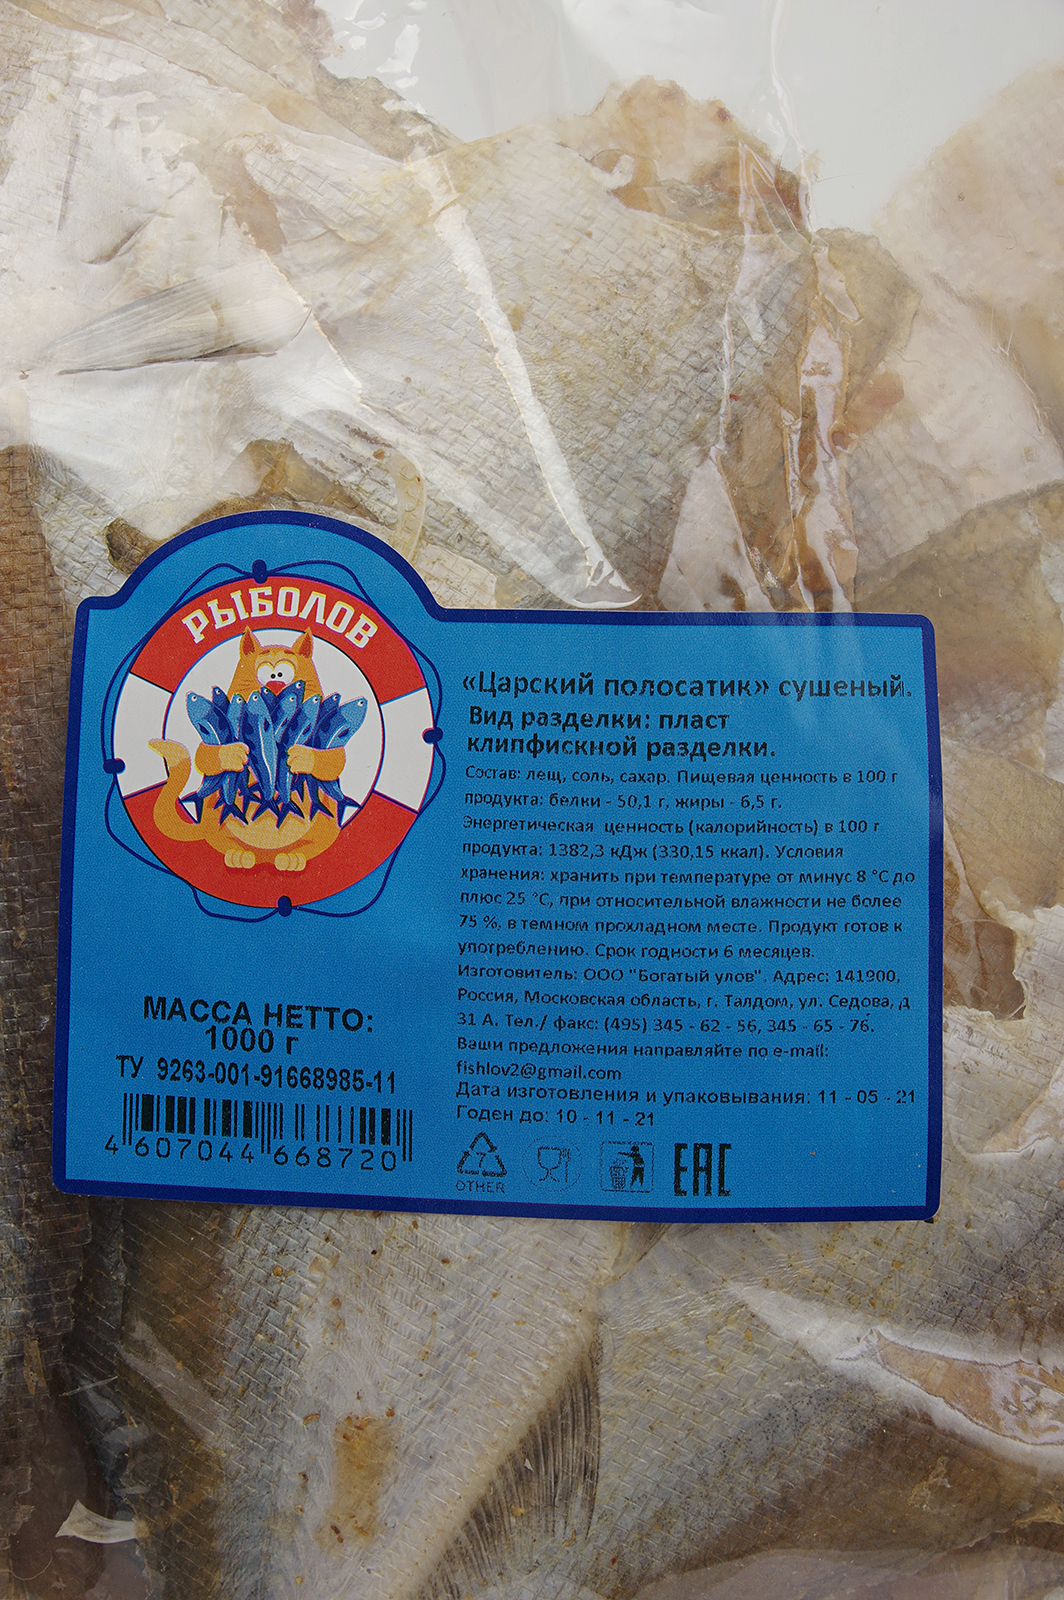 РЫБОЛОВ
«Царский полосатик» сушеный.
Вид разделки: пласт
клипфискной разделки.
Состав: лещ, соль, сахар. Пищевая ценность в 100 г
продукта: белки - 50,1 г, жиры - 6,5 г.
Энергетическая ценность (калорийность) в 100 г
продукта: 1382,3 кДж (330,15 ккал). Условия
хранения: хранить при температуре от минус 8 °С до
плюс 25 °С, при относительной влажности не более
75 %, в темном прохладном месте. Продукт готов к
употреблению. Срок годности 6 месяцев.
Изготовитель: ООО "Богатый улов". Адрес: 141900,
Россия, Московская область, г. Талдом, ул. Седова, д
31 А. Тел./ факс: (495) 345 - 62 - 56, 345 - 65 - 76.
Ваши предложения направляйте по e-mail:
fishlov2@gmail.com
Дата изготовления и упаковывания: 11 - 05 - 21
Годен до: 10 - 11 - 21
7
OTHER
ЕАС
МАССА НЕТТО:
1000 г
ТУ 9263-001-91668985-11
4 607044 668720